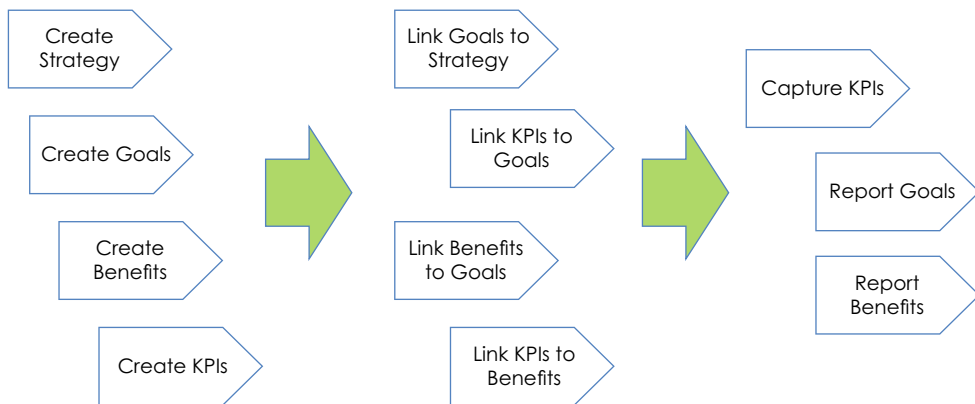 Create
Strategy
Create Goals
Create
Benefits
Create KPIs
Link Goals to
Strategy
Link KPIs to
Goals
Link Benefits
to Goals
Link KPIs to
Benefits
Capture KPIs
Report Goals
Report
Benefits